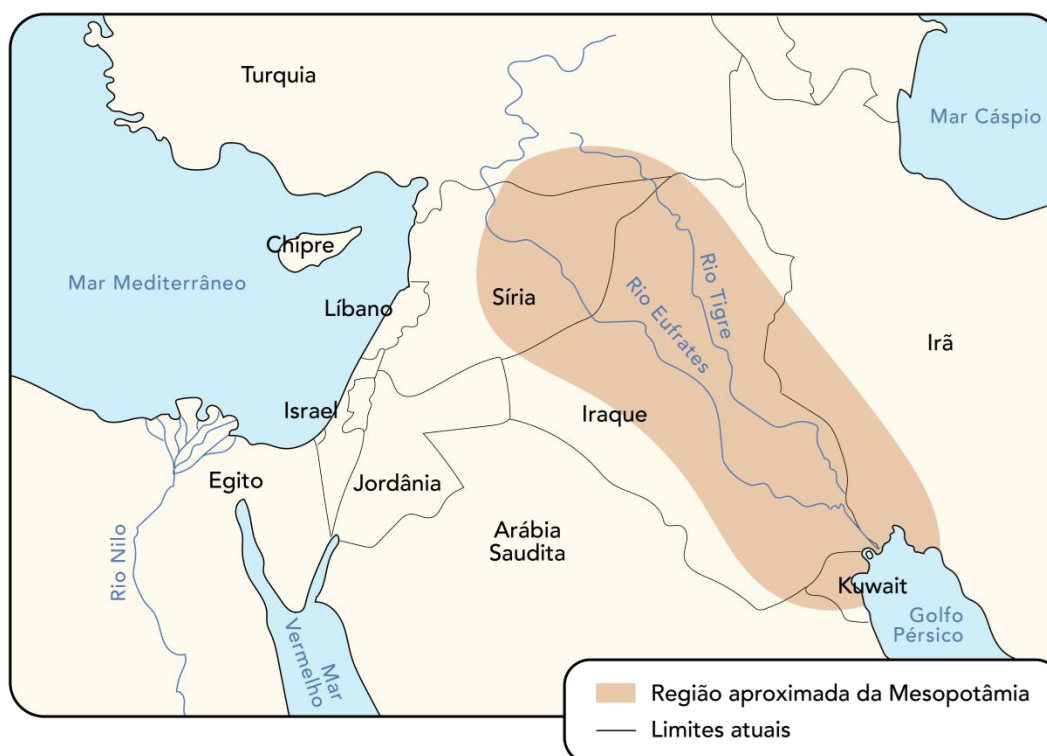 Turquia
Mar Cáspio
Chipre
Mar Mediterrâneo
Líbano
Síria
Rio Tigre
Rio Eufrates
Irã
Israel
Iraque
Egito
Jordânia
Arábia
Saudita
Rio Nilo
Kuwait
Golfo
Pérsico
Mar
Vermelho
Região aproximada da Mesopotâmia
Limites atuais